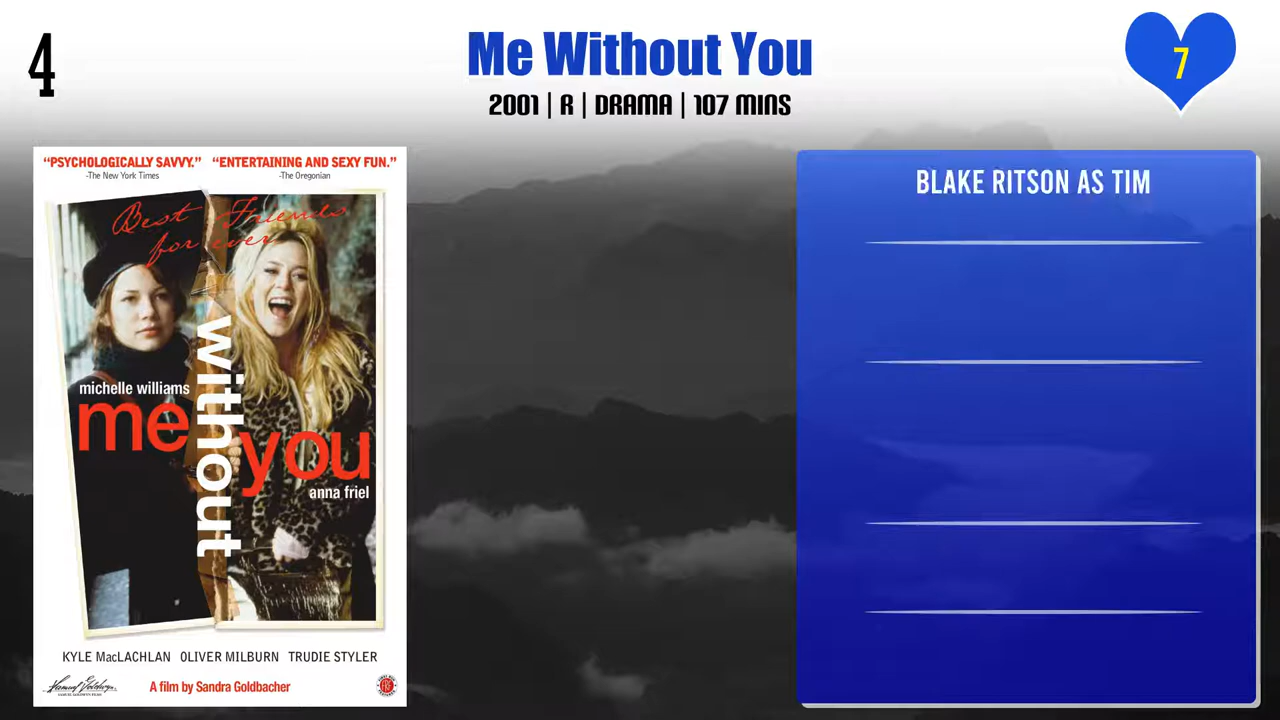 4
Me Without You
7
2001 | R | DRAMA | 107 MINS
“PSYCHOLOGICALLY SAVVY.” “ENTERTAINING AND SEXY FUN.”
-The New York Times -The Oregonian
Best Friends
for ever
michelle williams
me
without
you
anna friel
KYLE MacLACHLAN OLIVER MILBURN TRUDIE STYLER
A film by Sandra Goldbacher
BLAKE RITSON AS TIM